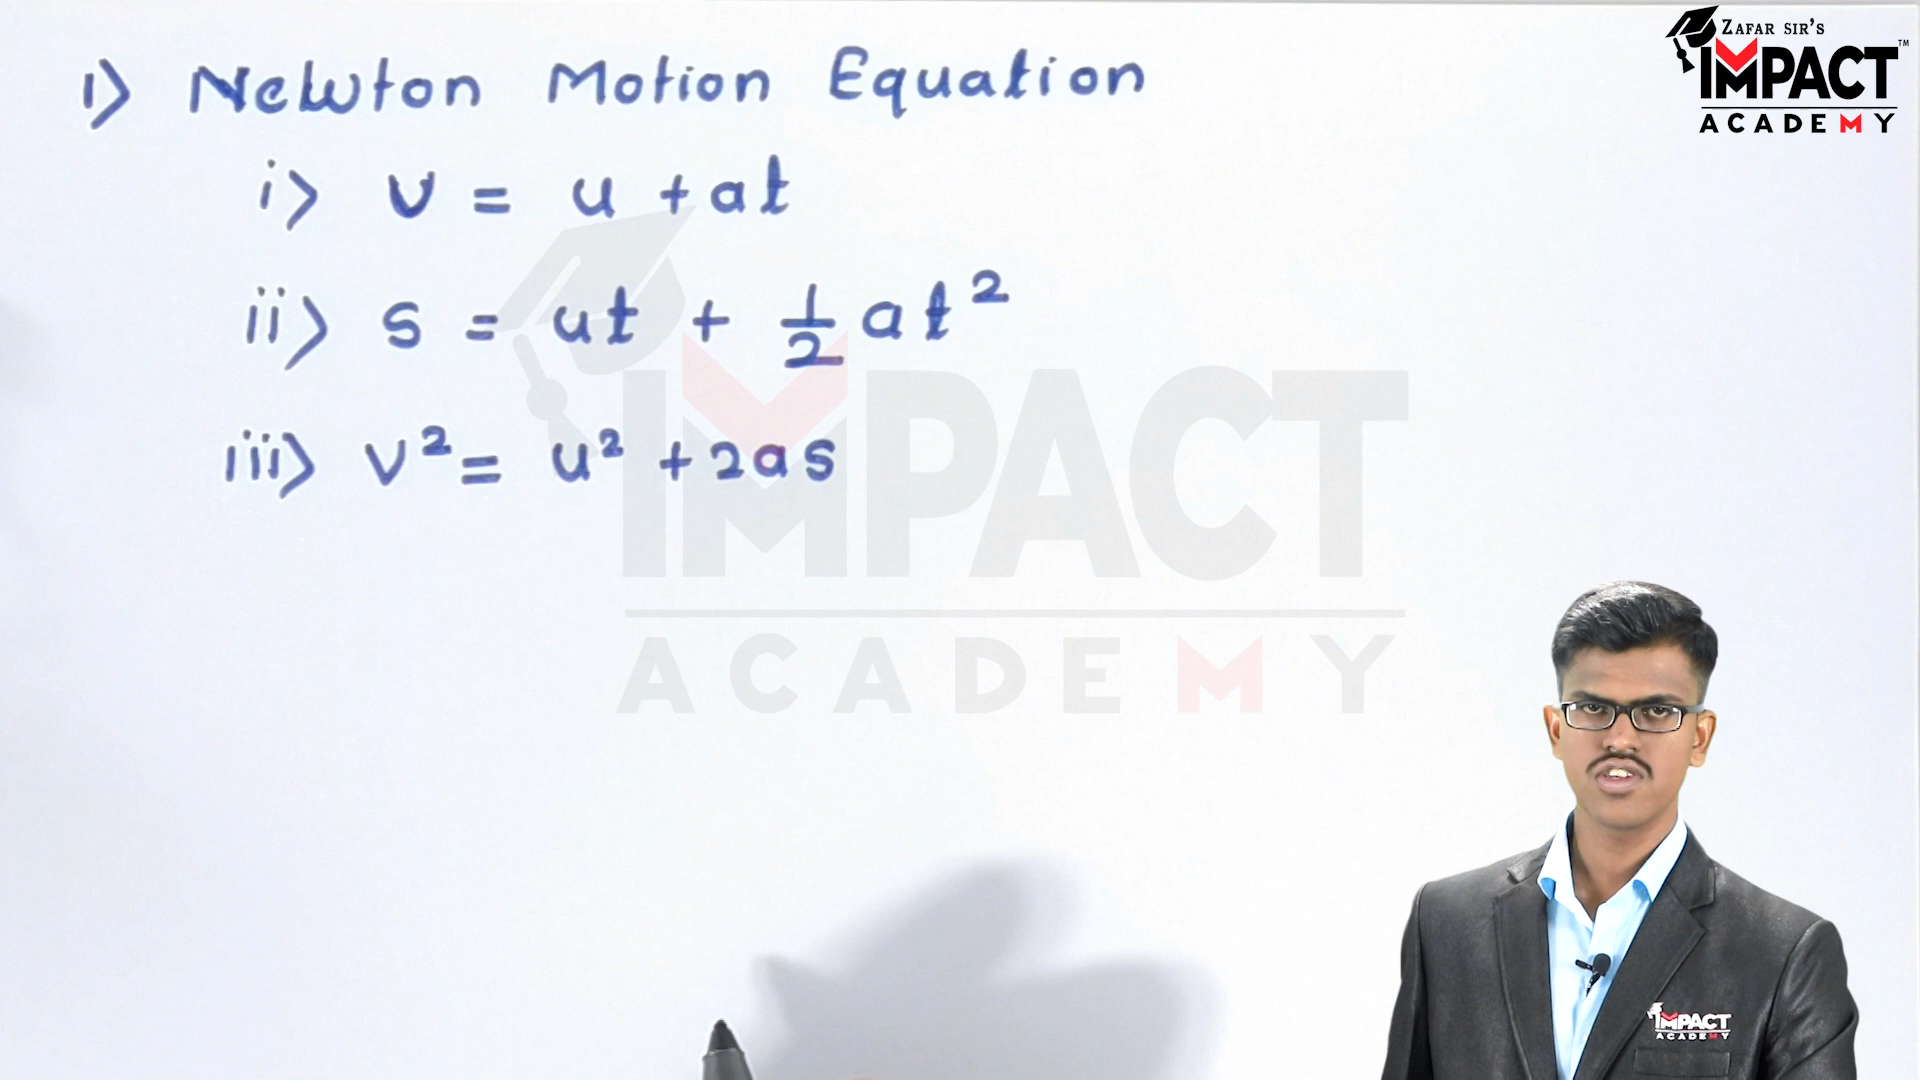 1) Newton Motion Equation
i) v = u + at
ii) s = ut + 1/2 at²
iii) v² = u² + 2as
ZAFAR SIR'S
IMPACT™
ACADEMY
IMPACT
ACADEMY
IMPACT
ACADEMY